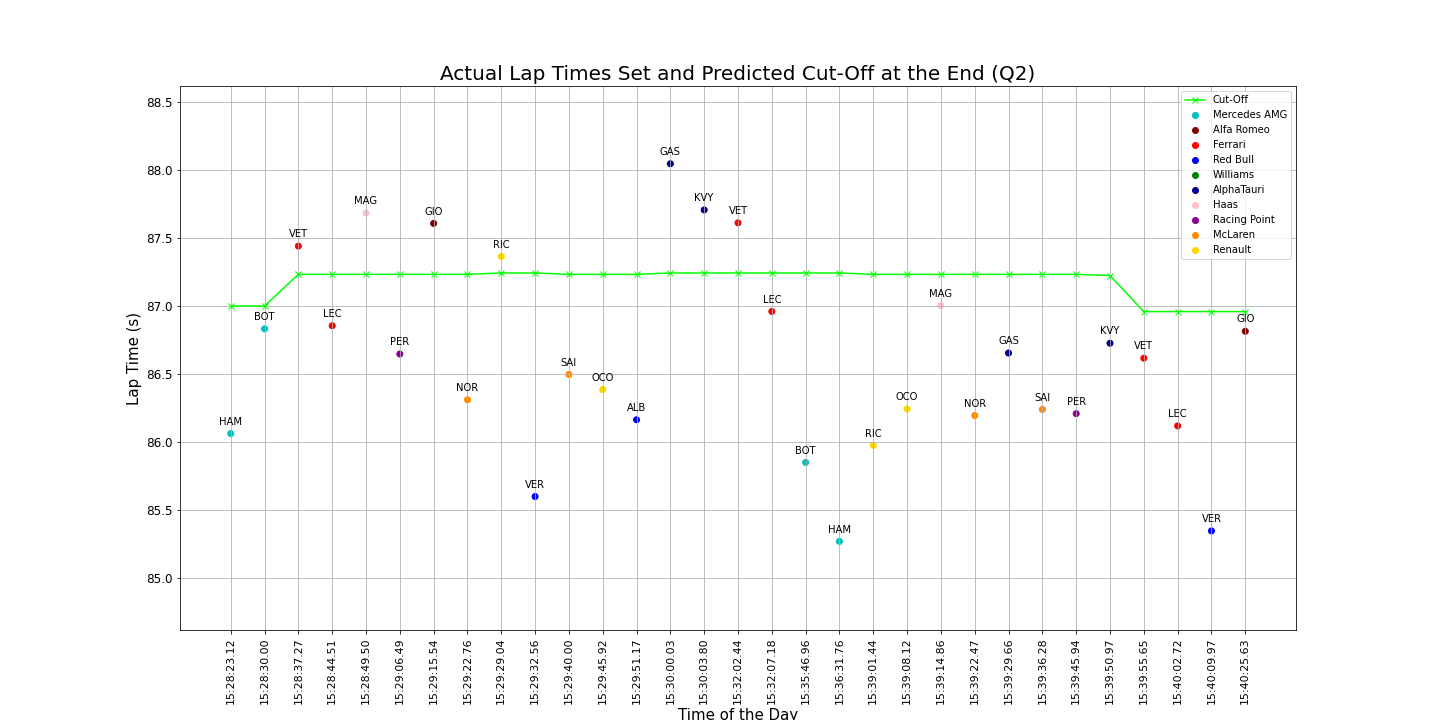 Actual Lap Times Set and Predicted Cut-Off at the End (Q2)
Lap Time (s)
88.5
88.0
87.5
87.0
86.5
86.0
85.5
85.0
Cut-Off
Mercedes AMG
Alfa Romeo
Ferrari
Red Bull
Williams
AlphaTauri
Haas
Racing Point
McLaren
Renault
HAM
BOT
VET
LEC
MAG
PER
GIO
NOR
RIC
VER
SAI
OCO
ALB
GAS
KVY
VET
LEC
BOT
HAM
RIC
OCO
MAG
NOR
GAS
SAI
PER
KVY
VET
LEC
VER
GIO
15:28:23.12
15:28:30.00
15:28:37.27
15:28:44.51
15:28:49.50
15:29:06.49
15:29:15.54
15:29:22.76
15:29:29.04
15:29:32.56
15:29:40.00
15:29:45.92
15:29:51.17
15:30:00.03
15:30:03.80
15:32:02.44
15:32:07.18
15:35:46.96
15:36:31.76
15:39:01.44
15:39:08.12
15:39:14.86
15:39:22.47
15:39:29.66
15:39:36.28
15:39:45.94
15:39:50.97
15:39:55.65
15:40:02.72
15:40:09.97
15:40:25.63
Time of the Day